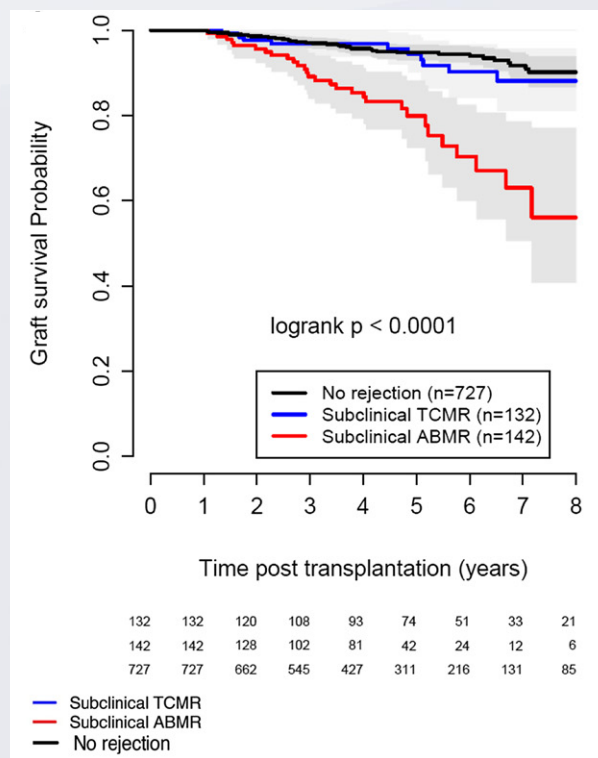 Graft survival Probability
1.0
0.8
0.6
0.4
0.2
0.0
logrank p < 0.0001
No rejection (n=727)
Subclinical TCMR (n=132)
Subclinical ABMR (n=142)
0 1 2 3 4 5 6 7 8
Time post transplantation (years)
132 132 120 108 93 74 51 33 21
142 142 128 102 81 42 24 12 6
727 727 662 545 427 311 216 131 85
Subclinical TCMR
Subclinical ABMR
No rejection